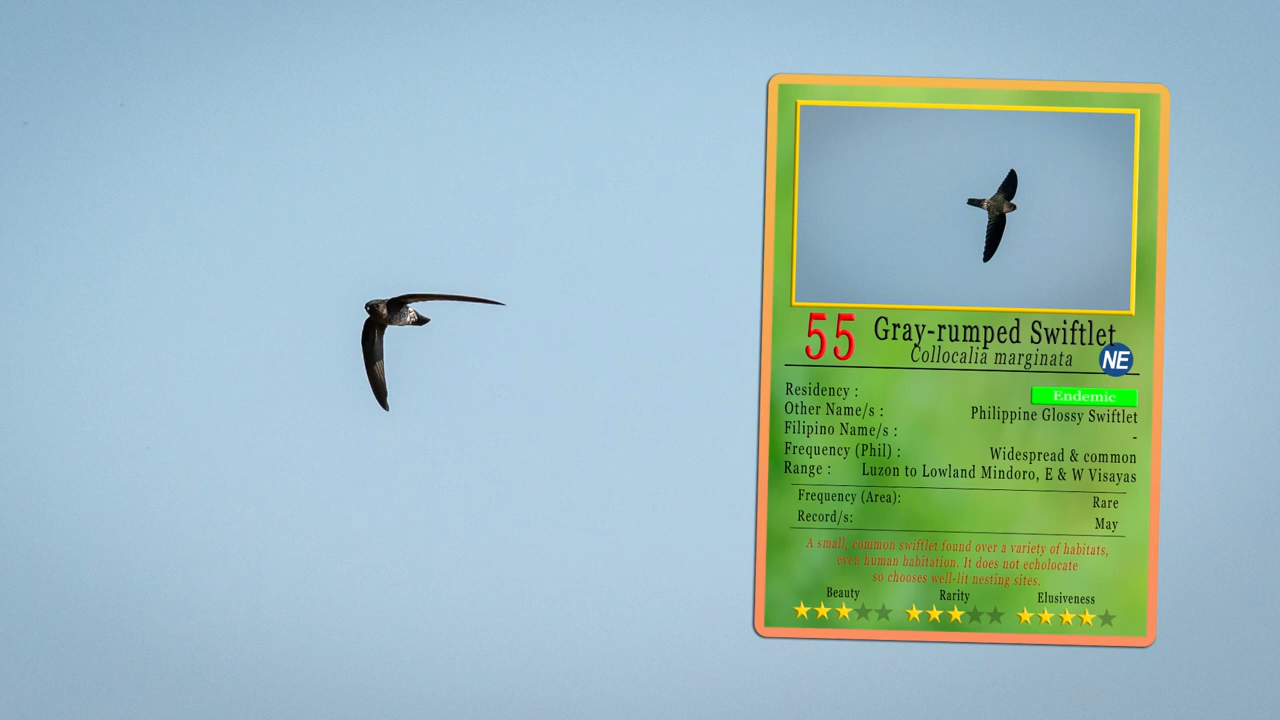 55 Gray-rumped Swiftlet
Collocalia marginata
NE
Residency : Endemic
Other Name/s : Philippine Glossy Swiftlet
Filipino Name/s : -
Frequency (Phil) : Widespread & common
Range : Luzon to Lowland Mindoro, E & W Visayas
Frequency (Area): Rare
Record/s: May
A small, common swiftlet found over a variety of habitats,
even human habitation. It does not echolocate
so chooses well-lit nesting sites.
Beauty Rarity Elusiveness